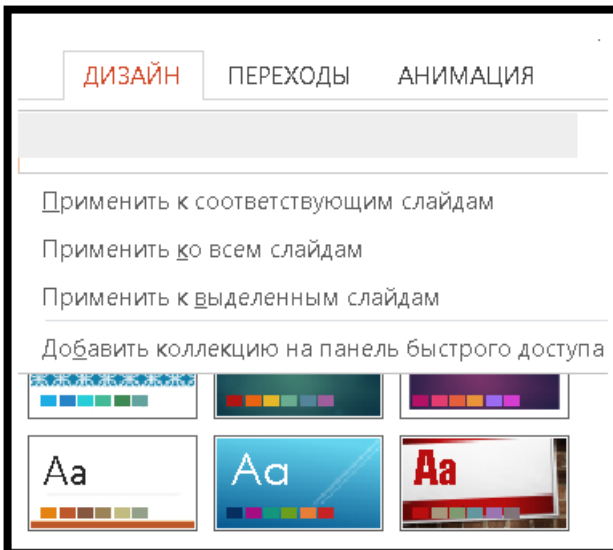 ДИЗАЙН ПЕРЕХОДЫ АНИМАЦИЯ
Применить к соответствующим слайдам
Применить ко всем слайдам
Применить к выделенным слайдам
Добавить коллекцию на панель быстрого доступа
Aa Aa Aa